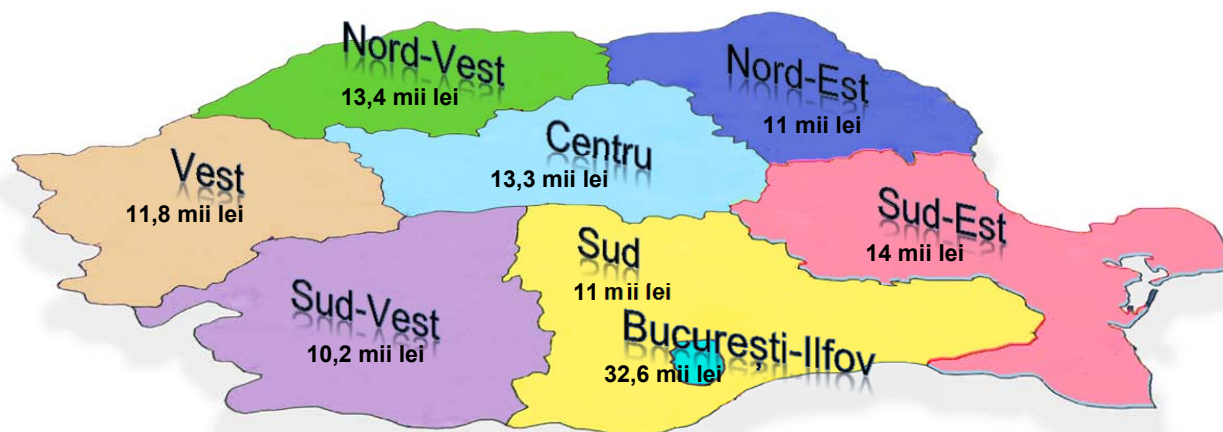 Nord-Vest
13,4 mii lei
Nord-Est
11 mii lei
Centru
13,3 mii lei
Vest
11,8 mii lei
Sud-Est
14 mii lei
Sud
11 mii lei
Sud-Vest
10,2 mii lei
București-Ilfov
32,6 mii lei